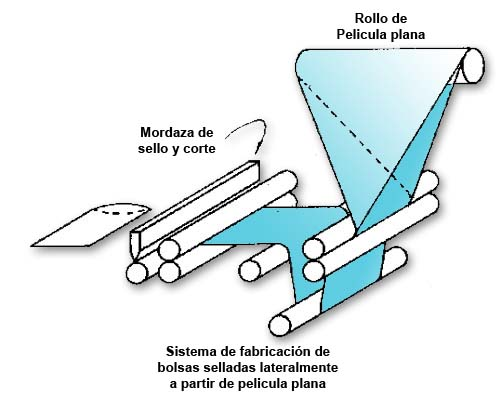 Rollo de
Pelicula plana
Mordaza de
sello y corte
Sistema de fabricación de
bolsas selladas lateralmente
a partir de pelicula plana